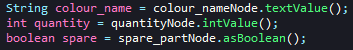 String colour_name = colour_nameNode.textValue();
int quantity = quantityNode.intValue();
boolean spare = spare_partNode.asBoolean();